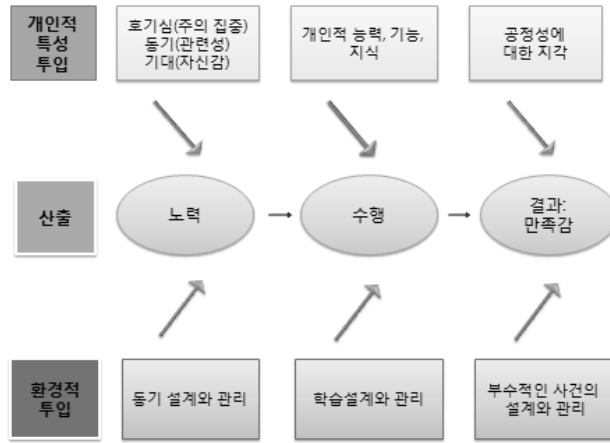 개인적
특성
투입
호기심(주의 집중)
동기(관련성)
기대(자신감)
개인적 능력, 기능,
지식
공정성에
대한 지각
산출
노력
수행
결과:
만족감
환경적
투입
동기 설계와 관리
학습설계와 관리
부수적인 사건의
설계와 관리